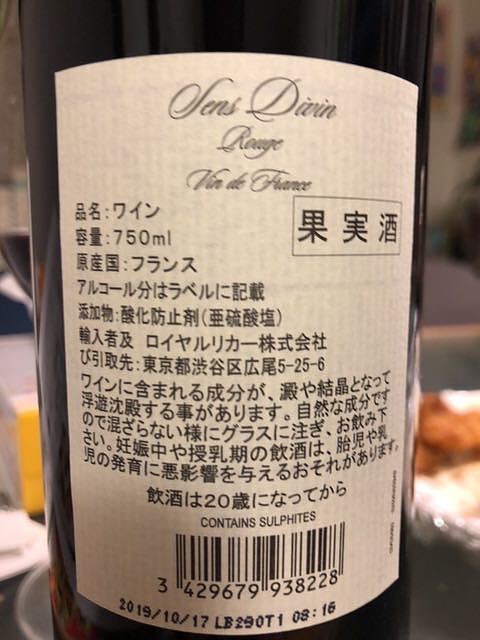 Sens Divin
Rouge
Vin de France
品名:ワイン
容量:750ml
果実酒
原産国:フランス
アルコール分はラベルに記載
添加物:酸化防止剤(亜硫酸塩)
輸入者及 ロイヤルリカー株式会社
び引取先:東京都渋谷区広尾5-25-6
ワインに含まれる成分が、澱や結晶となって
浮遊沈殿する事があります。自然な成分です
ので混ざらない様にグラスに注ぎ、お飲み下
さい。妊娠中や授乳期の飲酒は、胎児や乳
児の発育に悪影響を与えるおそれがあります。
飲酒は20歳になってから
CONTAINS SULPHITES
3 429679 938228
2019/10/17 LB290T1 08:16